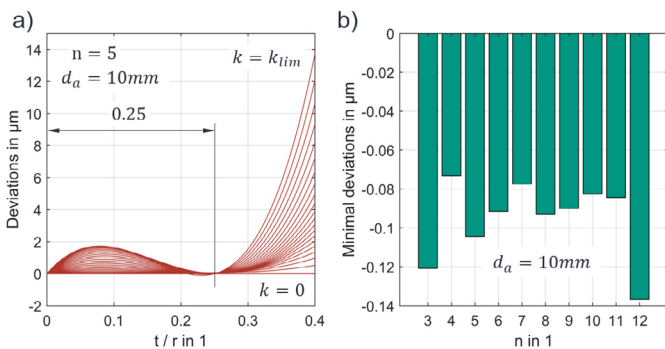 a)
14
12
10
8
6
4
2
0
-2
Deviations in µm
n = 5
d_a = 10mm
k = k_lim
0.25
k = 0
0
0.1
0.2
0.3
0.4
t / r in 1
b)
0
-0.02
-0.04
-0.06
-0.08
-0.1
-0.12
-0.14
Minimal deviations in µm
d_a = 10mm
3 4 5 6 7 8 9 10 11 12
n in 1